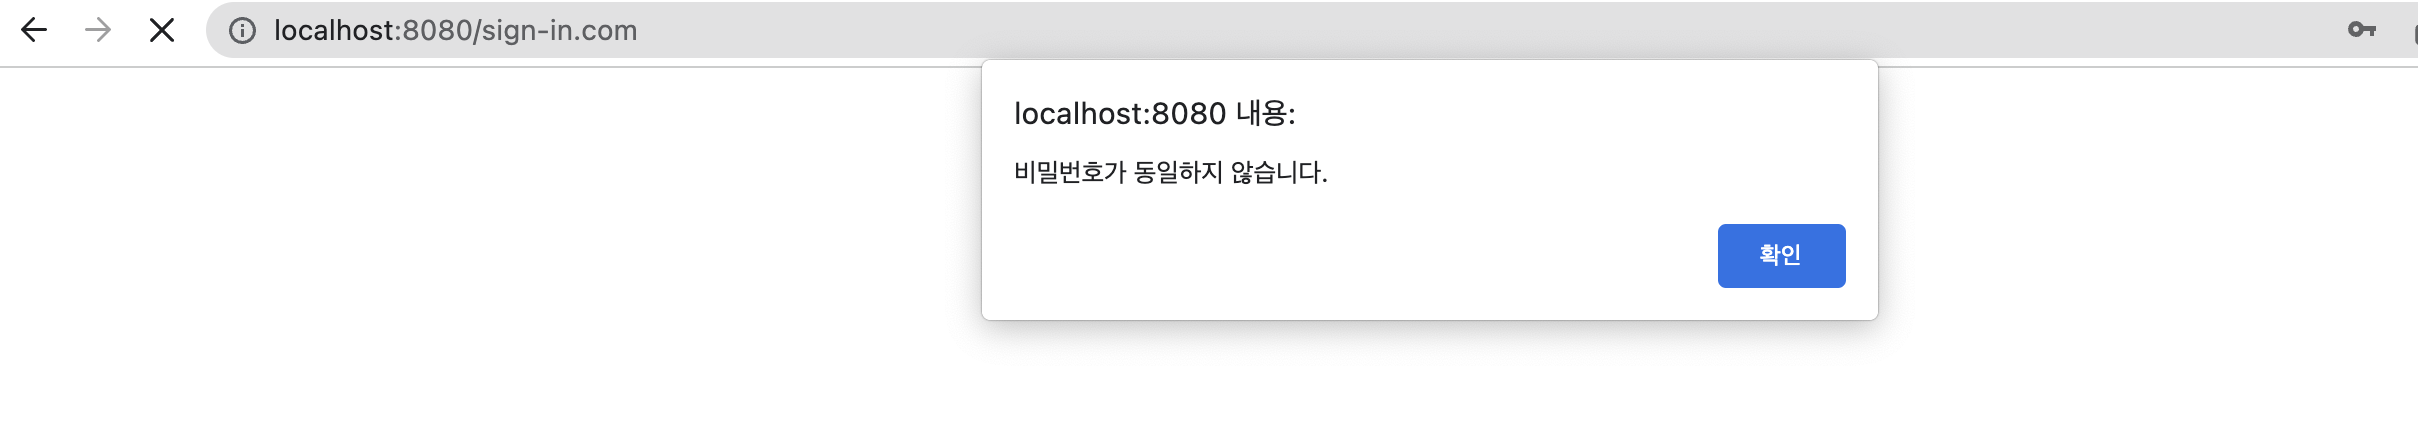 localhost:8080/sign-in.com
localhost:8080 내용:
비밀번호가 동일하지 않습니다.
확인